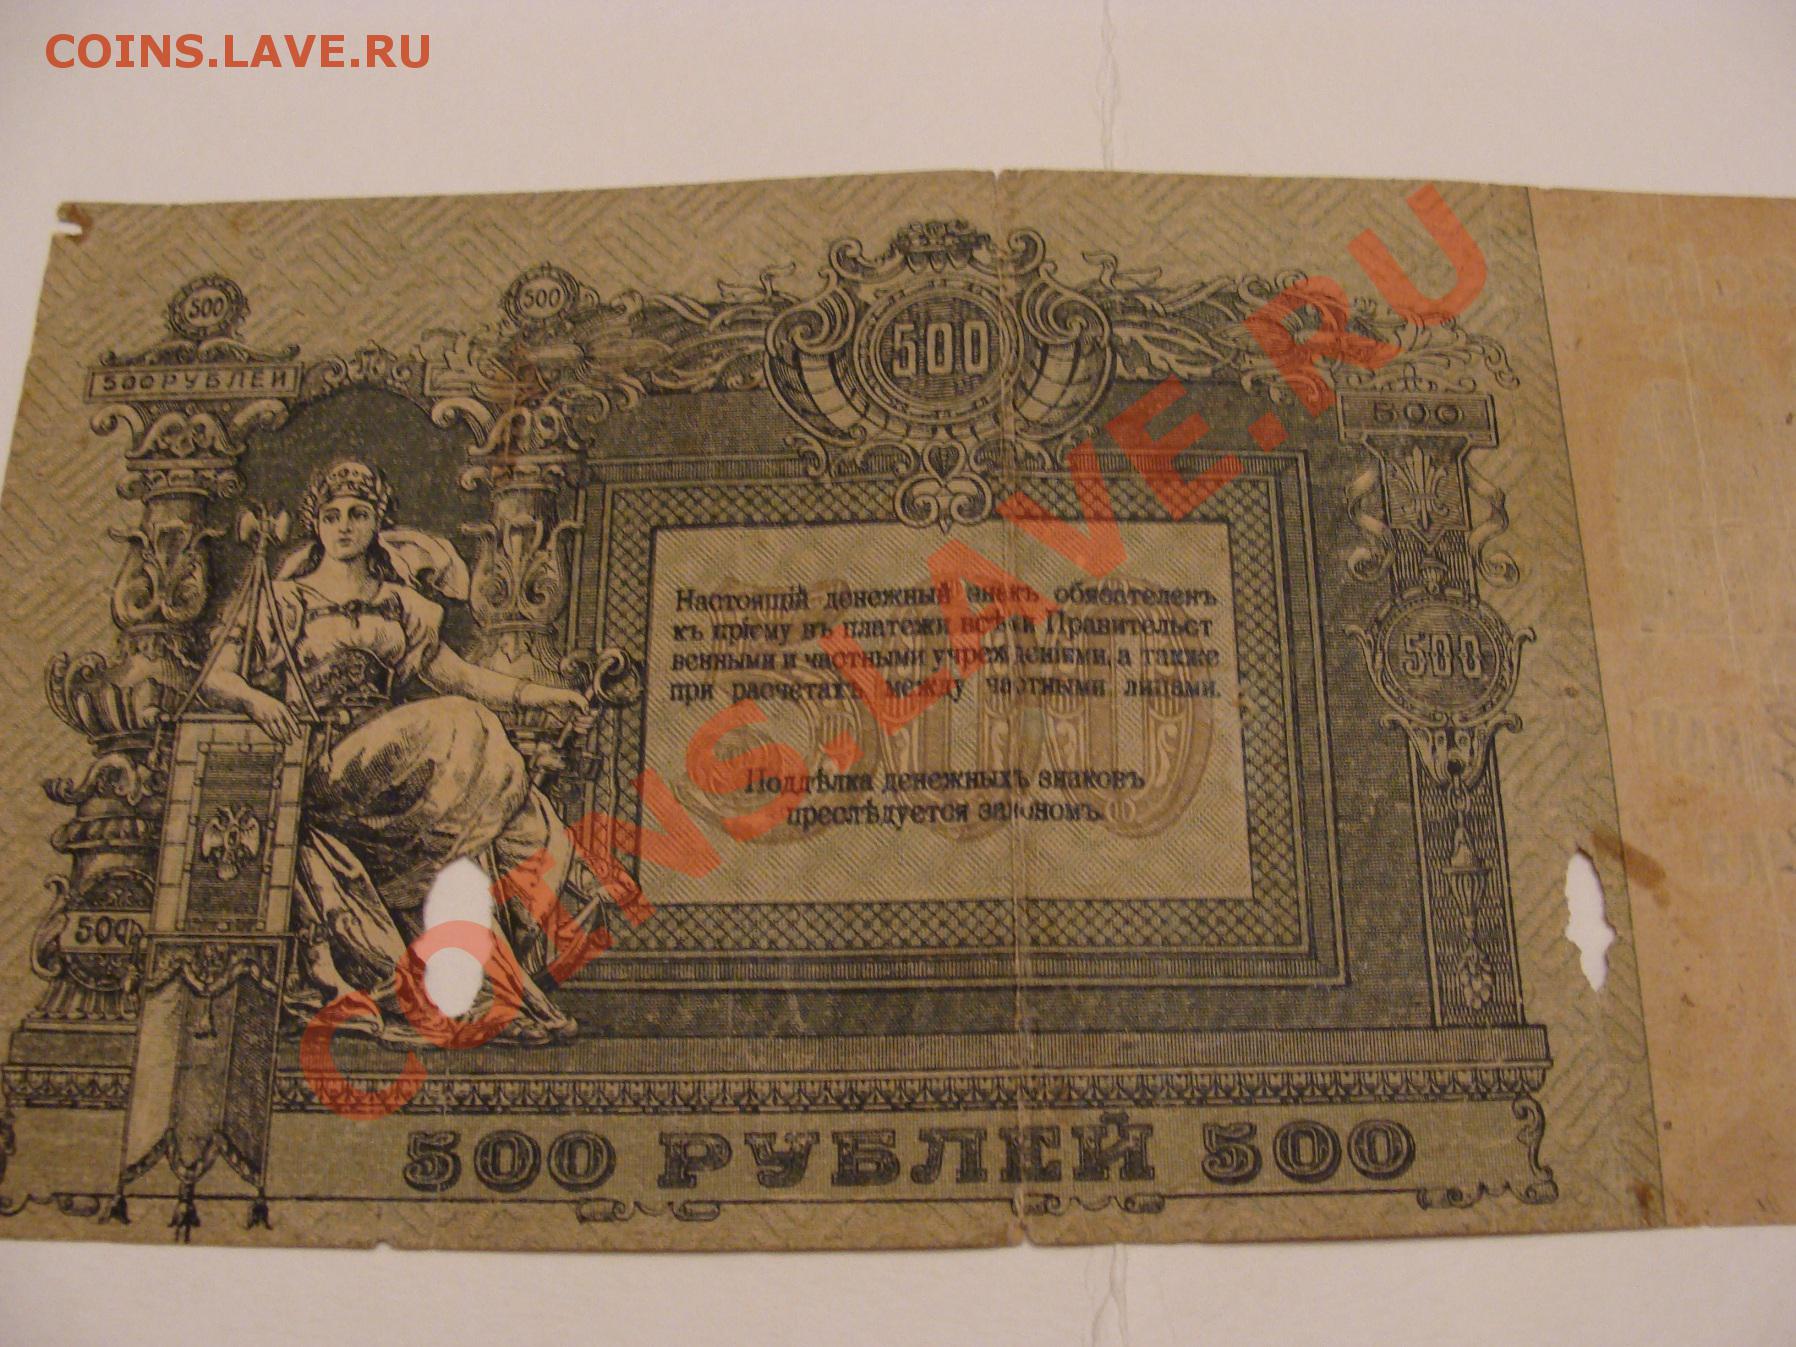 COINS.LAVE.RU
500
500
500
500 РУБЛЕЙ
500
Настоящій денежный знакъ обязателенъ
къ пріему въ платежи всѣми Правительст
венными и частными учрежденіями, а также
при расчетахъ между частными лицами.
500
500
Поддѣлка денежныхъ знаковъ
преслѣдуется закономъ.
500
500 РУБЛЕЙ 500
COINS.LAVE.RU